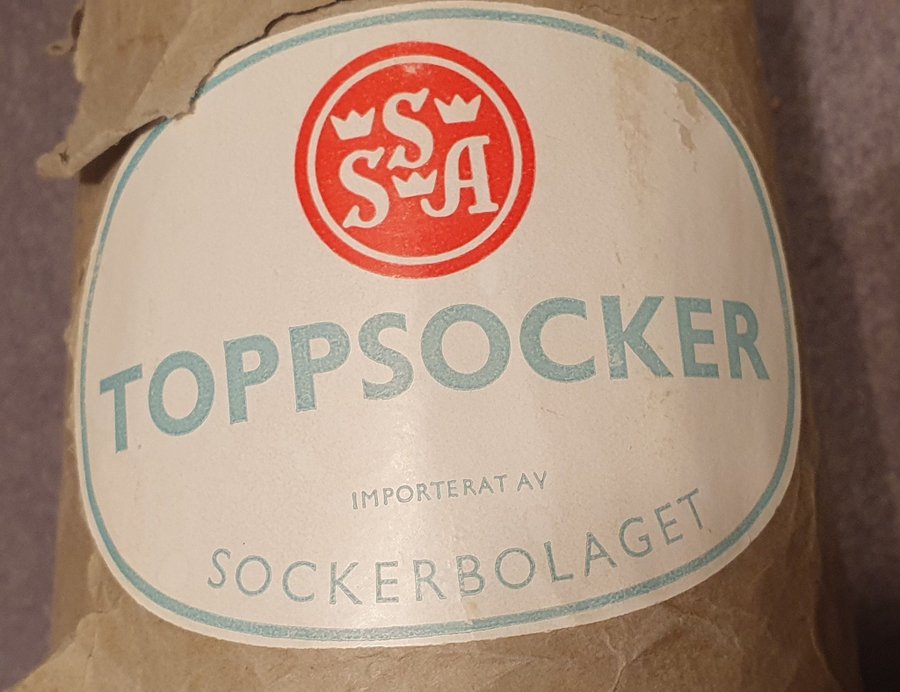 SSA
TOPPSOCKER
IMPORTERAT AV
SOCKERBOLAGET